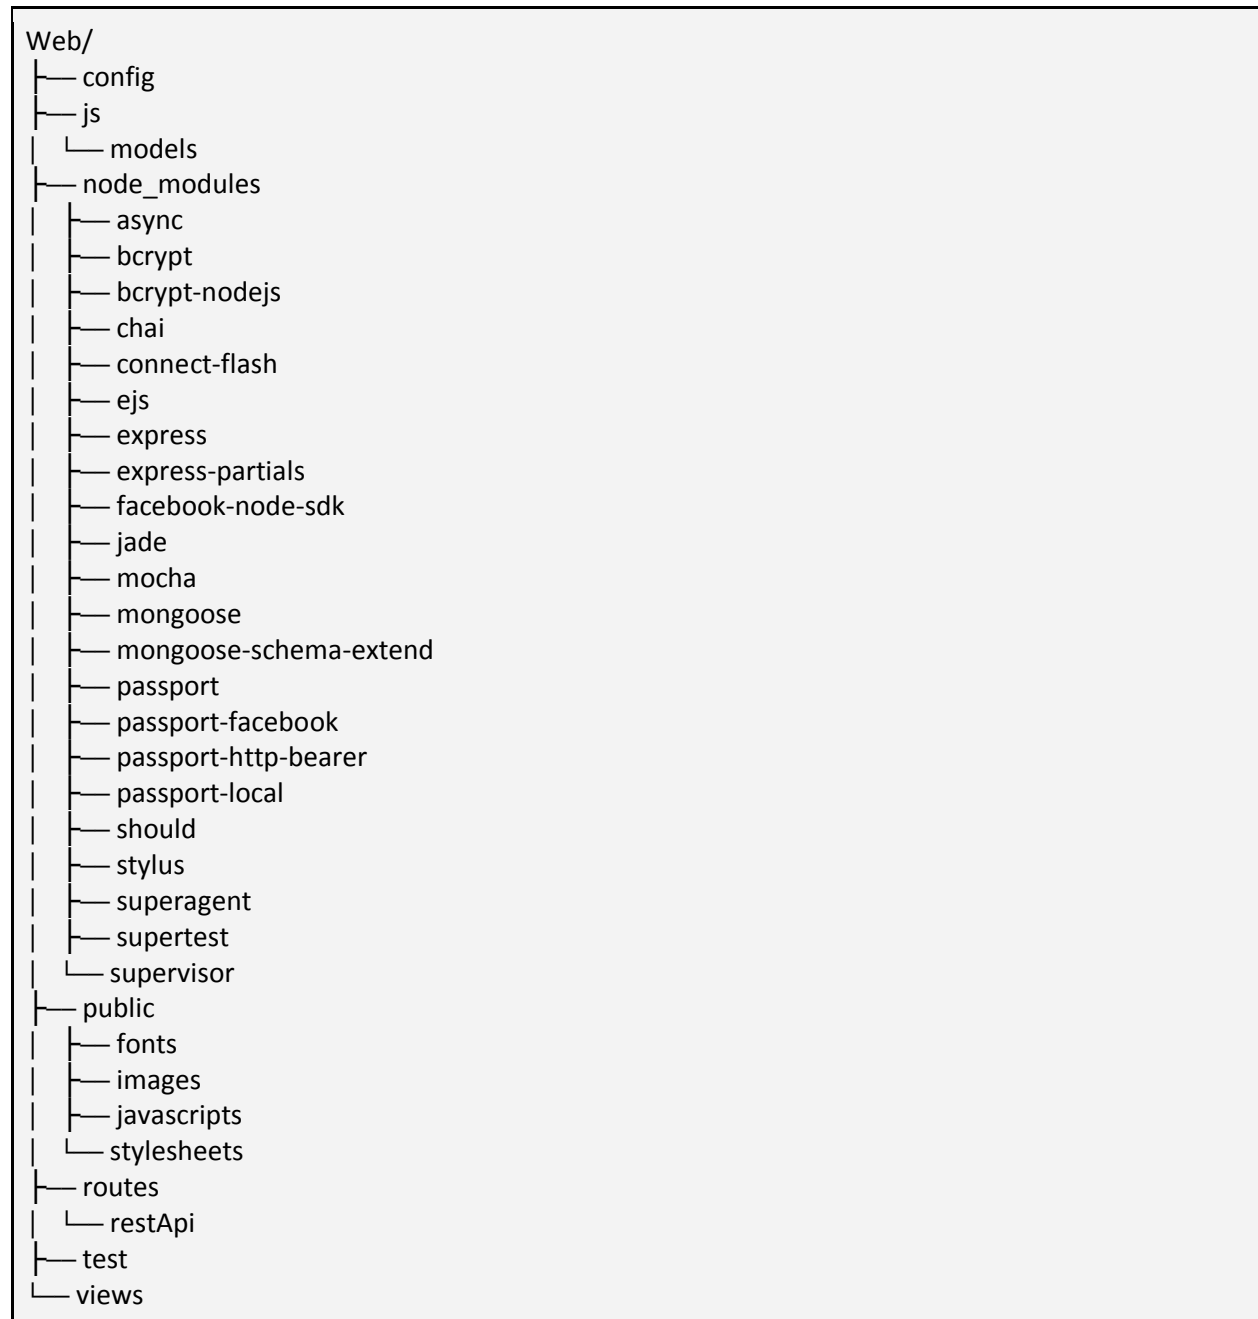 Web/
├── config
├── js
│   └── models
├── node_modules
│   ├── async
│   ├── bcrypt
│   ├── bcrypt-nodejs
│   ├── chai
│   ├── connect-flash
│   ├── ejs
│   ├── express
│   ├── express-partials
│   ├── facebook-node-sdk
│   ├── jade
│   ├── mocha
│   ├── mongoose
│   ├── mongoose-schema-extend
│   ├── passport
│   ├── passport-facebook
│   ├── passport-http-bearer
│   ├── passport-local
│   ├── should
│   ├── stylus
│   ├── superagent
│   ├── supertest
│   └── supervisor
├── public
│   ├── fonts
│   ├── images
│   ├── javascripts
│   └── stylesheets
├── routes
│   └── restApi
├── test
└── views